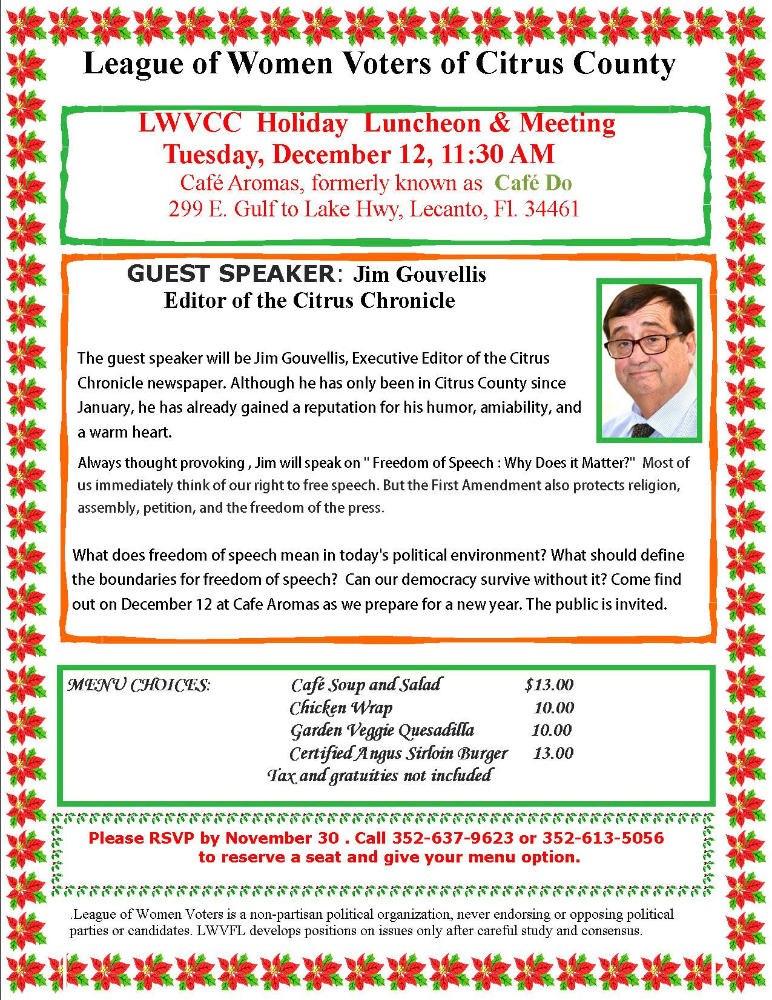 League of Women Voters of Citrus County
LWVCC Holiday Luncheon & Meeting
Tuesday, December 12, 11:30 AM
Café Aromas, formerly known as Café Do
299 E. Gulf to Lake Hwy, Lecanto, Fl. 34461
GUEST SPEAKER: Jim Gouvellis
Editor of the Citrus Chronicle
The guest speaker will be Jim Gouvellis, Executive Editor of the Citrus
Chronicle newspaper. Although he has only been in Citrus County since
January, he has already gained a reputation for his humor, amiability, and
a warm heart.
Always thought provoking , Jim will speak on " Freedom of Speech : Why Does it Matter?" Most of
us immediately think of our right to free speech. But the First Amendment also protects religion,
assembly, petition, and the freedom of the press.
What does freedom of speech mean in today's political environment? What should define
the boundaries for freedom of speech? Can our democracy survive without it? Come find
out on December 12 at Cafe Aromas as we prepare for a new year. The public is invited.
MENU CHOICES: Café Soup and Salad $13.00
Chicken Wrap 10.00
Garden Veggie Quesadilla 10.00
Certified Angus Sirloin Burger 13.00
Tax and gratuities not included
Please RSVP by November 30 . Call 352-637-9623 or 352-613-5056
to reserve a seat and give your menu option.
.League of Women Voters is a non-partisan political organization, never endorsing or opposing political
parties or candidates. LWVFL develops positions on issues only after careful study and consensus.